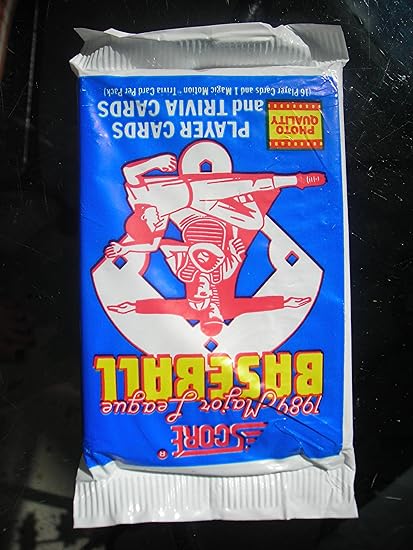 SCORE®
1989 Major League
BASEBALL
PHOTO
QUALITY
PLAYER CARDS
and TRIVIA CARDS
(16 Player Cards and 1 Magic Motion™ Trivia Card Per Pack)